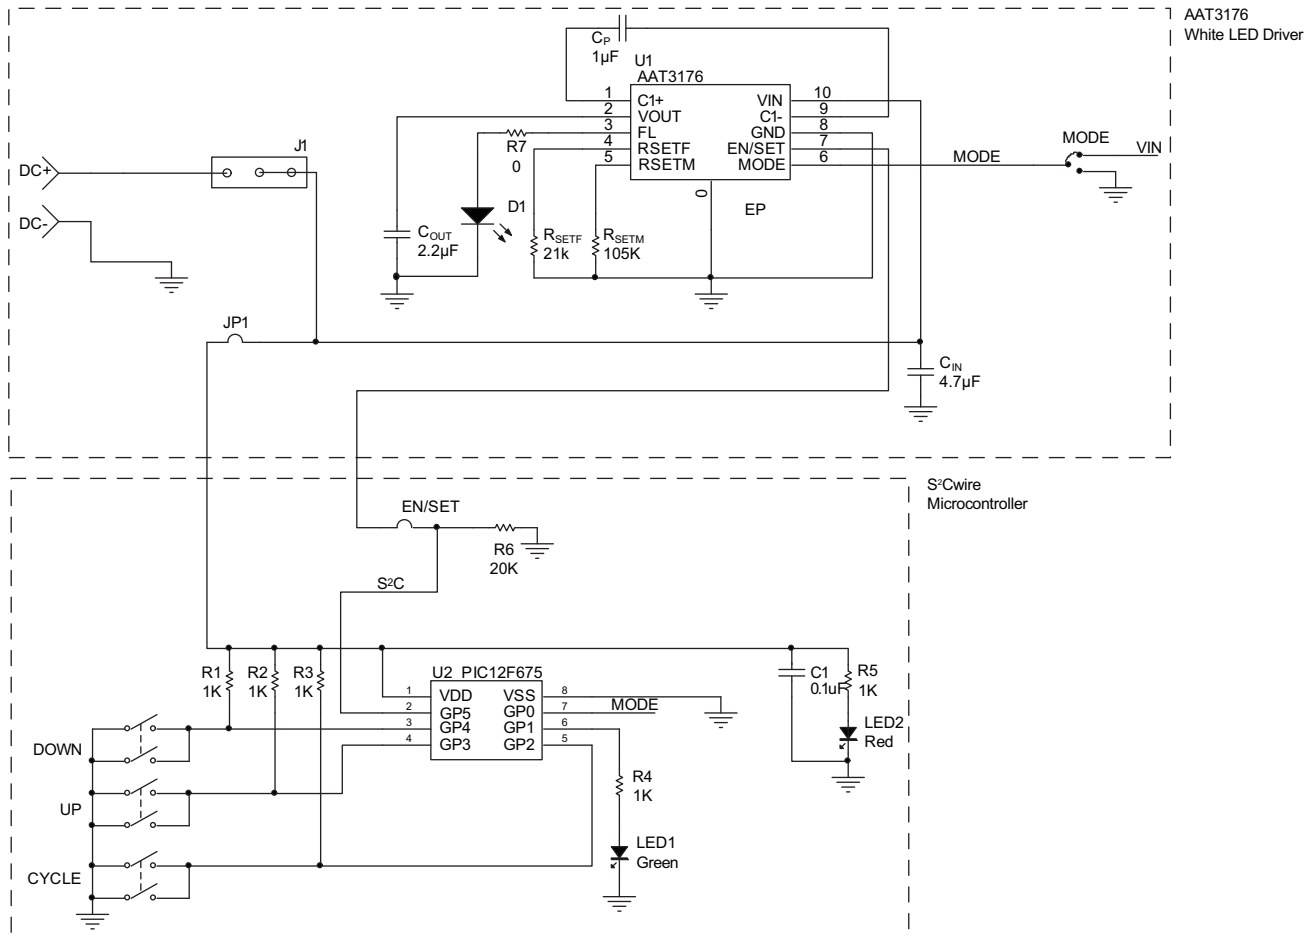 AAT3176
White LED Driver
CP
1µF
U1
AAT3176
1 C1+ VIN 10
2 VOUT C1- 9
3 FL GND 8
4 RSETF EN/SET 7
5 RSETM MODE 6
R7
0
MODE
MODE
VIN
J1
DC+
DC-
0
EP
D1
COUT
2.2µF
RSETF
21k
RSETM
105K
JP1
CIN
4.7µF
S²Cwire
Microcontroller
EN/SET
R6
20K
S²C
R1
1K
R2
1K
R3
1K
U2 PIC12F675
1 VDD VSS 8
2 GP5 GP0 7
3 GP4 GP1 6
4 GP3 GP2 5
MODE
C1
0.1uF
R5
1K
LED2
Red
DOWN
UP
CYCLE
R4
1K
LED1
Green